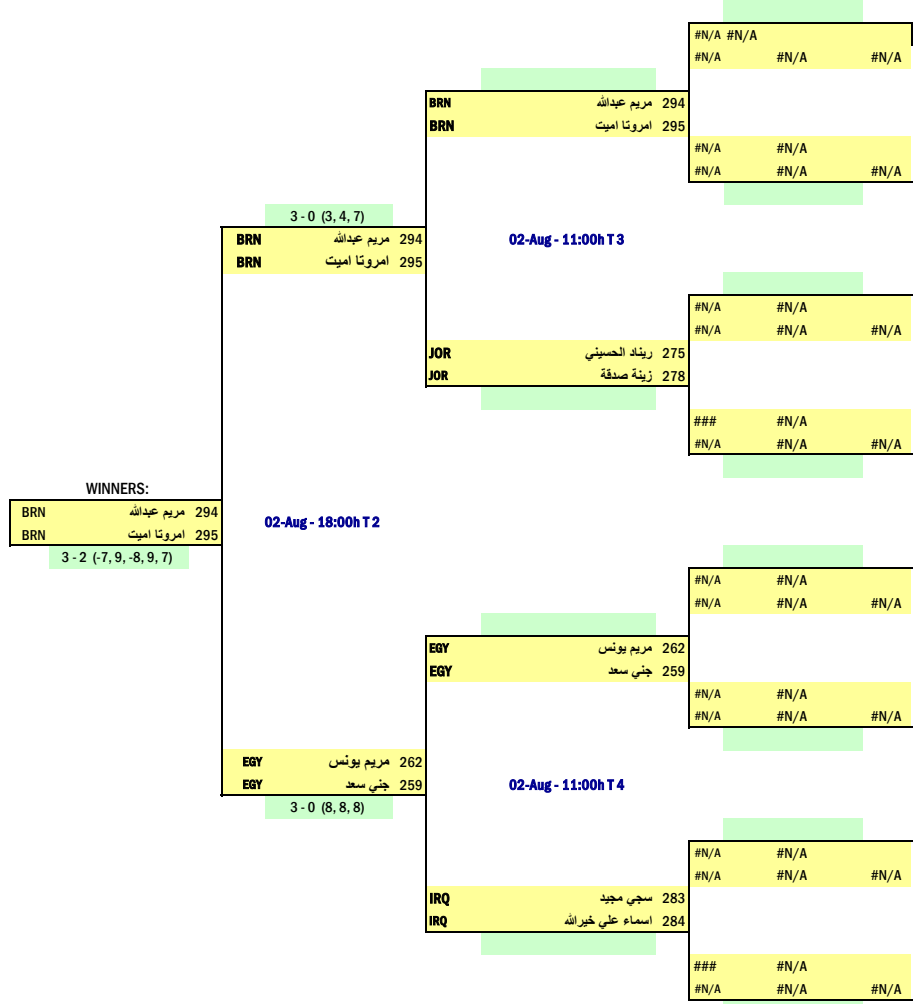 #N/A #N/A
#N/A #N/A #N/A
BRN مريم عبدالله 294
BRN امروتا اميت 295
#N/A #N/A
#N/A #N/A #N/A
3 - 0 (3, 4, 7)
BRN مريم عبدالله 294
BRN امروتا اميت 295
02-Aug - 11:00h T 3
#N/A #N/A
#N/A #N/A #N/A
JOR ريناد الحسيني 275
JOR زينة صدقة 278
### #N/A
#N/A #N/A #N/A
WINNERS:
BRN مريم عبدالله 294
BRN امروتا اميت 295
3 - 2 (-7, 9, -8, 9, 7)
02-Aug - 18:00h T 2
#N/A #N/A
#N/A #N/A #N/A
EGY مريم يونس 262
EGY جني سعد 259
#N/A #N/A
#N/A #N/A #N/A
EGY مريم يونس 262
EGY جني سعد 259
3 - 0 (8, 8, 8)
02-Aug - 11:00h T 4
#N/A #N/A
#N/A #N/A #N/A
IRQ سجي مجيد 283
IRQ اسماء علي خيرالله 284
### #N/A
#N/A #N/A #N/A